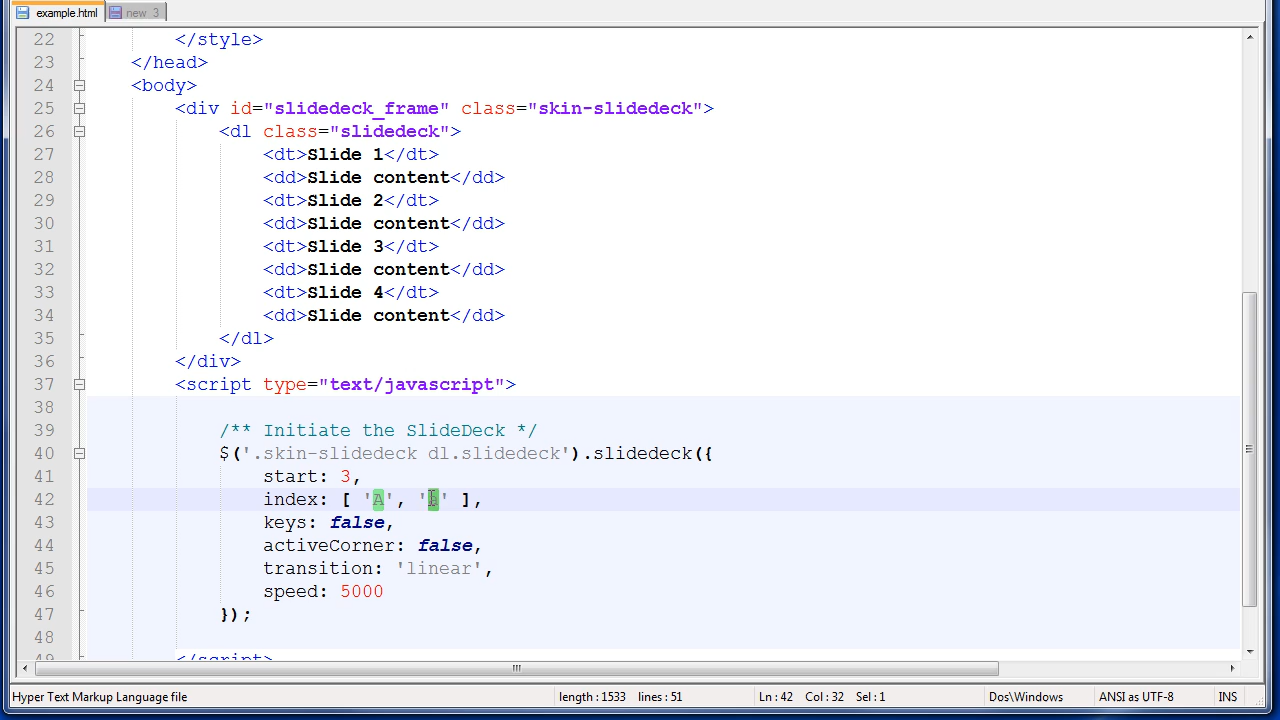 example.html new 3
22 </style>
23 </head>
24 <body>
25 <div id="slidedeck_frame" class="skin-slidedeck">
26 <dl class="slidedeck">
27 <dt>Slide 1</dt>
28 <dd>Slide content</dd>
29 <dt>Slide 2</dt>
30 <dd>Slide content</dd>
31 <dt>Slide 3</dt>
32 <dd>Slide content</dd>
33 <dt>Slide 4</dt>
34 <dd>Slide content</dd>
35 </dl>
36 </div>
37 <script type="text/javascript">
38
39 /** Initiate the SlideDeck */
40 $('.skin-slidedeck dl.slidedeck').slidedeck({
41 start: 3,
42 index: [ 'A', '' ],
43 keys: false,
44 activeCorner: false,
45 transition: 'linear',
46 speed: 5000
47 });
48
49 </script>
Hyper Text Markup Language file length : 1533 lines : 51 Ln : 42 Col : 32 Sel : 1 Dos\Windows ANSI as UTF-8 INS